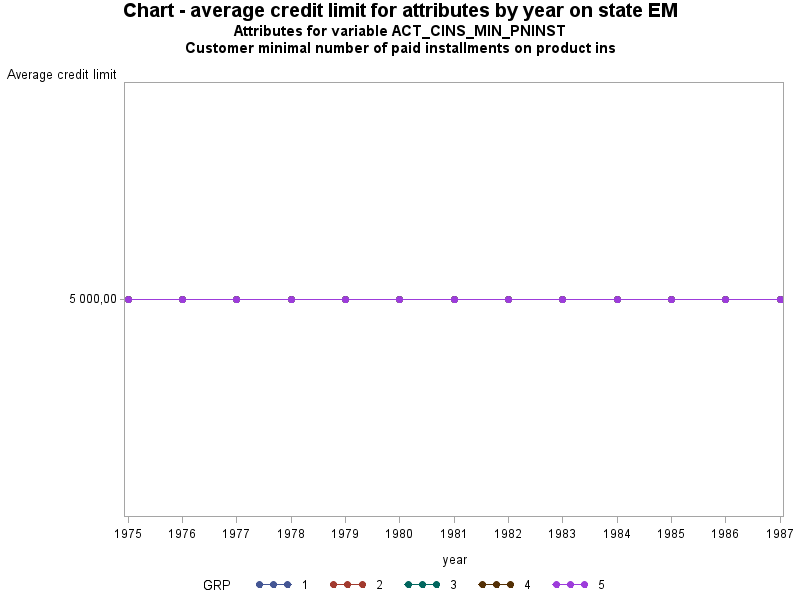 Chart - average credit limit for attributes by year on state EM
Attributes for variable ACT_CINS_MIN_PNINST
Customer minimal number of paid installments on product ins
Average credit limit
5 000,00
1975 1976 1977 1978 1979 1980 1981 1982 1983 1984 1985 1986 1987
year
GRP 1 2 3 4 5